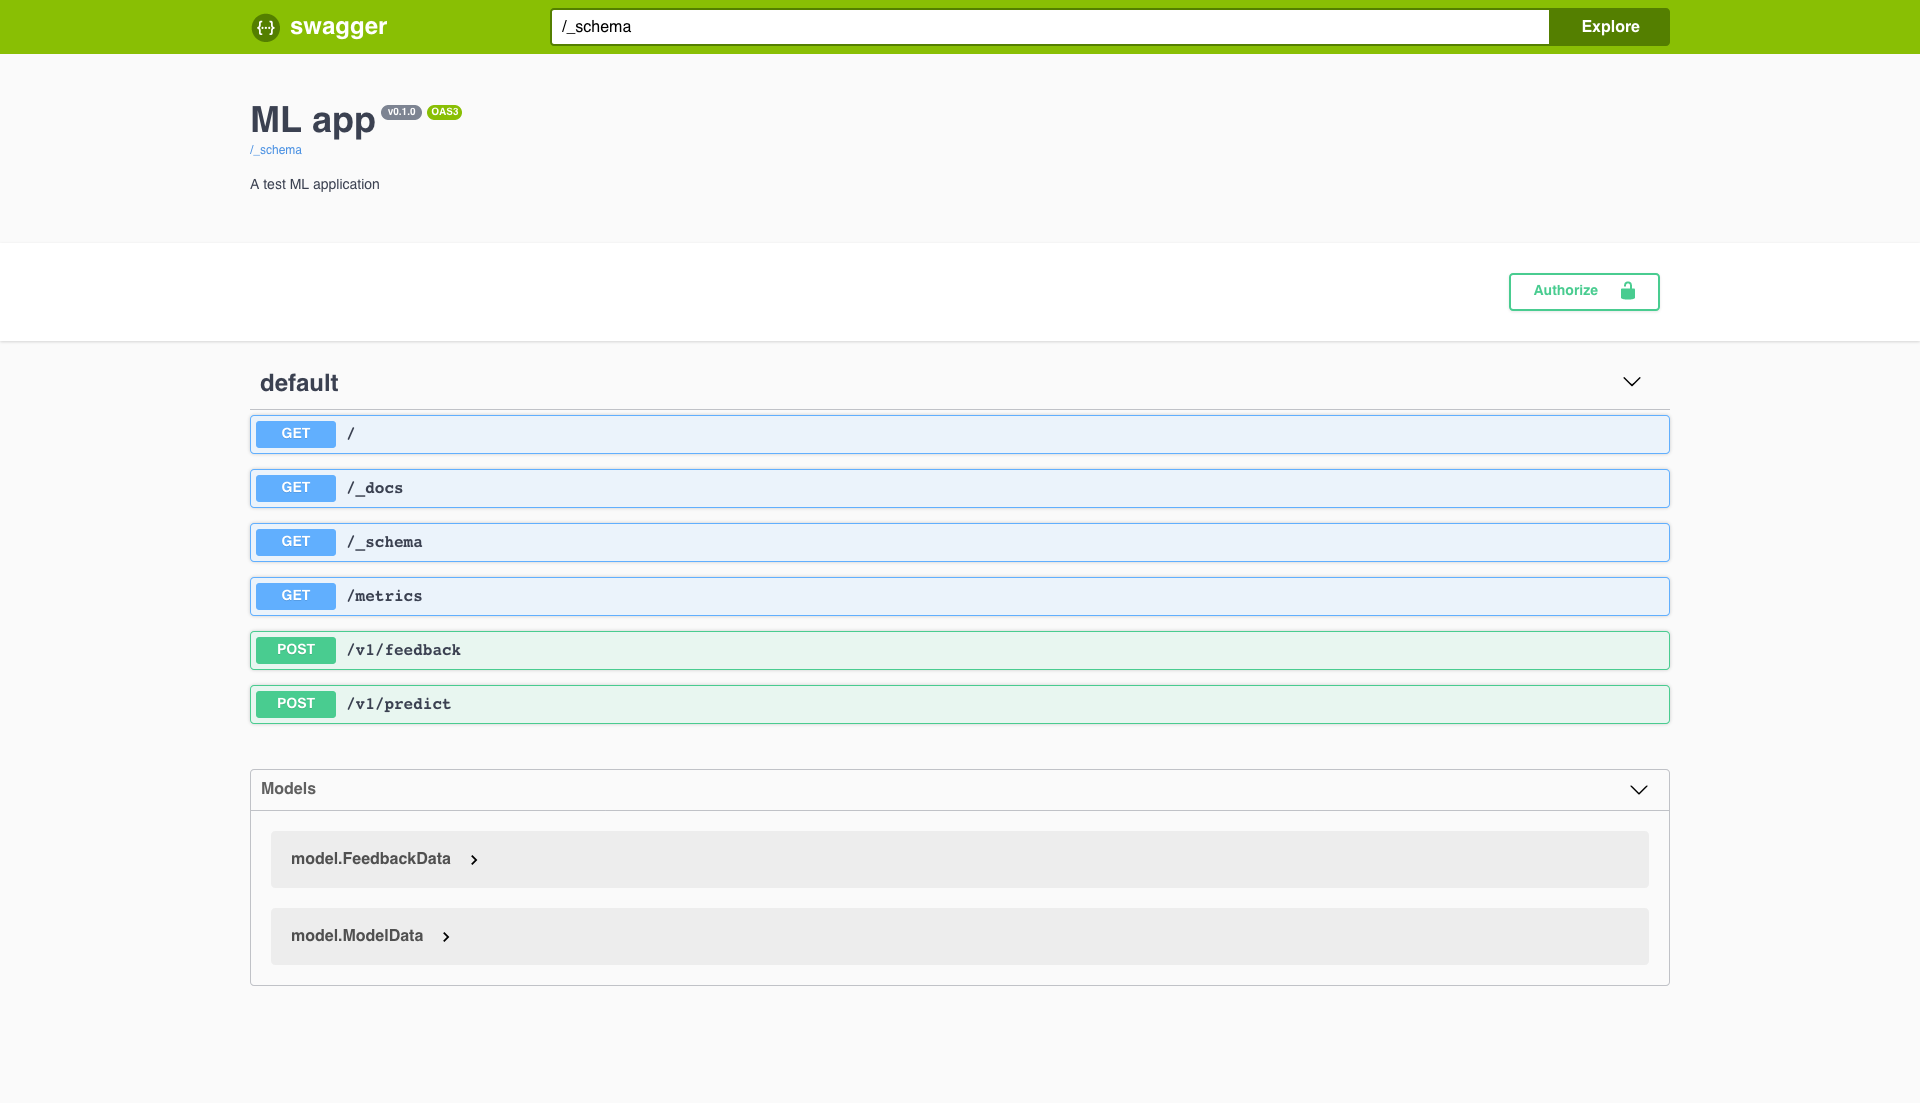 {···} swagger
/_schema
Explore
ML app v0.1.0 OAS3
/_schema
A test ML application
Authorize
default
GET /
GET /_docs
GET /_schema
GET /metrics
POST /v1/feedback
POST /v1/predict
Models
model.FeedbackData
model.ModelData